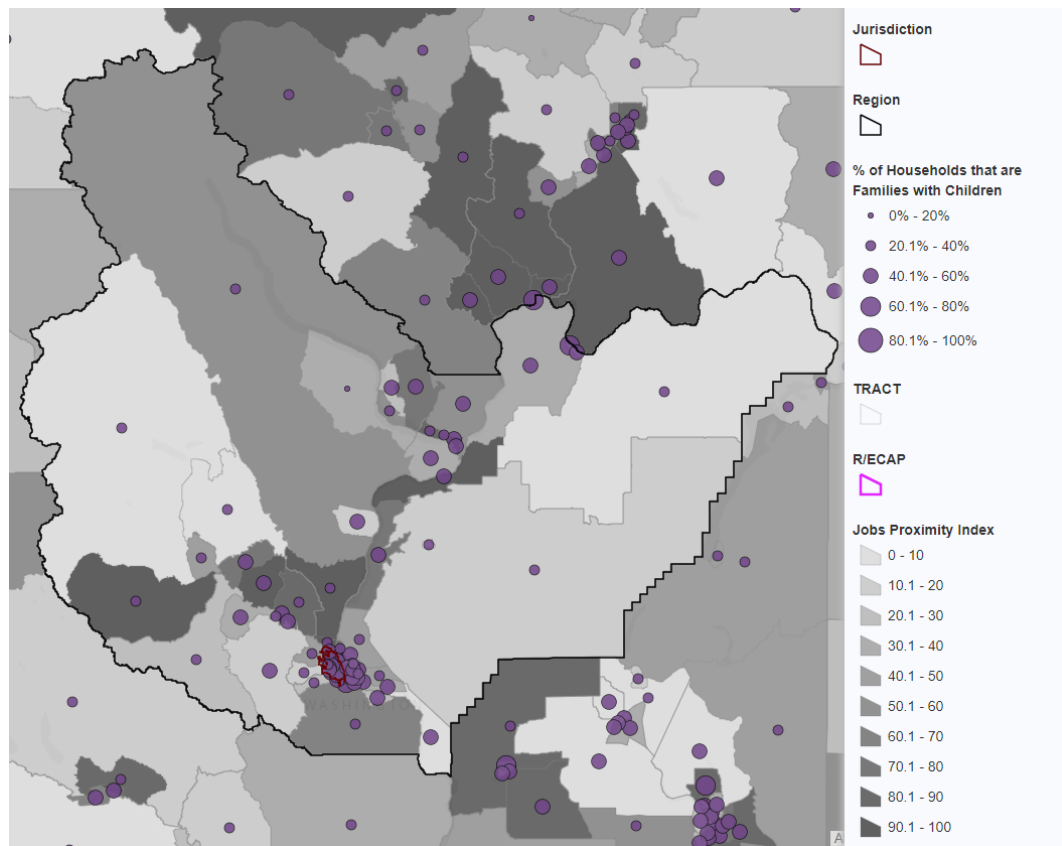 Jurisdiction
Region
% of Households that are
Families with Children
0% - 20%
20.1% - 40%
40.1% - 60%
60.1% - 80%
80.1% - 100%
TRACT
R/ECAP
Jobs Proximity Index
0 - 10
10.1 - 20
20.1 - 30
30.1 - 40
40.1 - 50
50.1 - 60
60.1 - 70
70.1 - 80
80.1 - 90
90.1 - 100
A